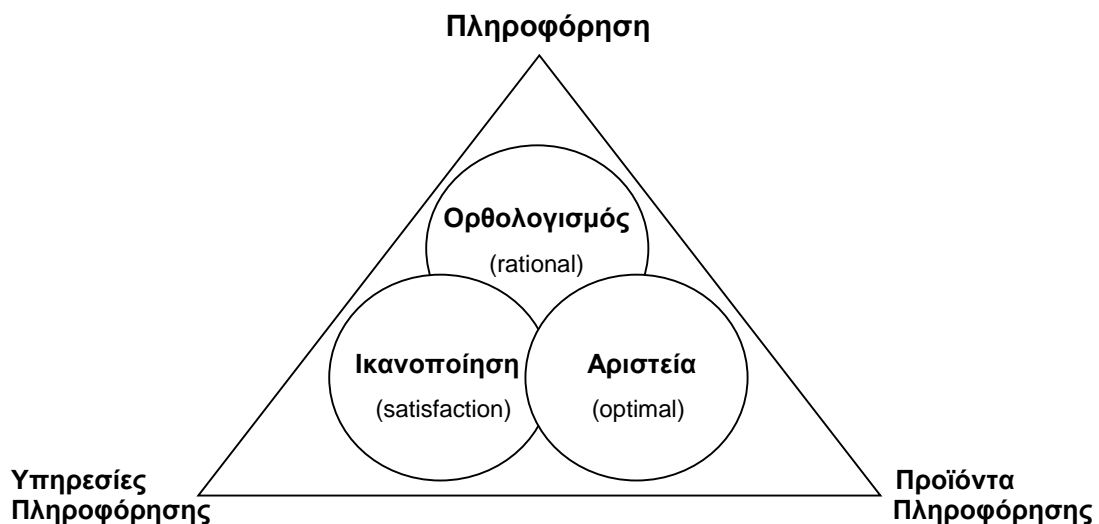 Πληροφόρηση
Ορθολογισμός
(rational)
Ικανοποίηση
(satisfaction)
Αριστεία
(optimal)
Υπηρεσίες
Πληροφόρησης
Προϊόντα
Πληροφόρησης